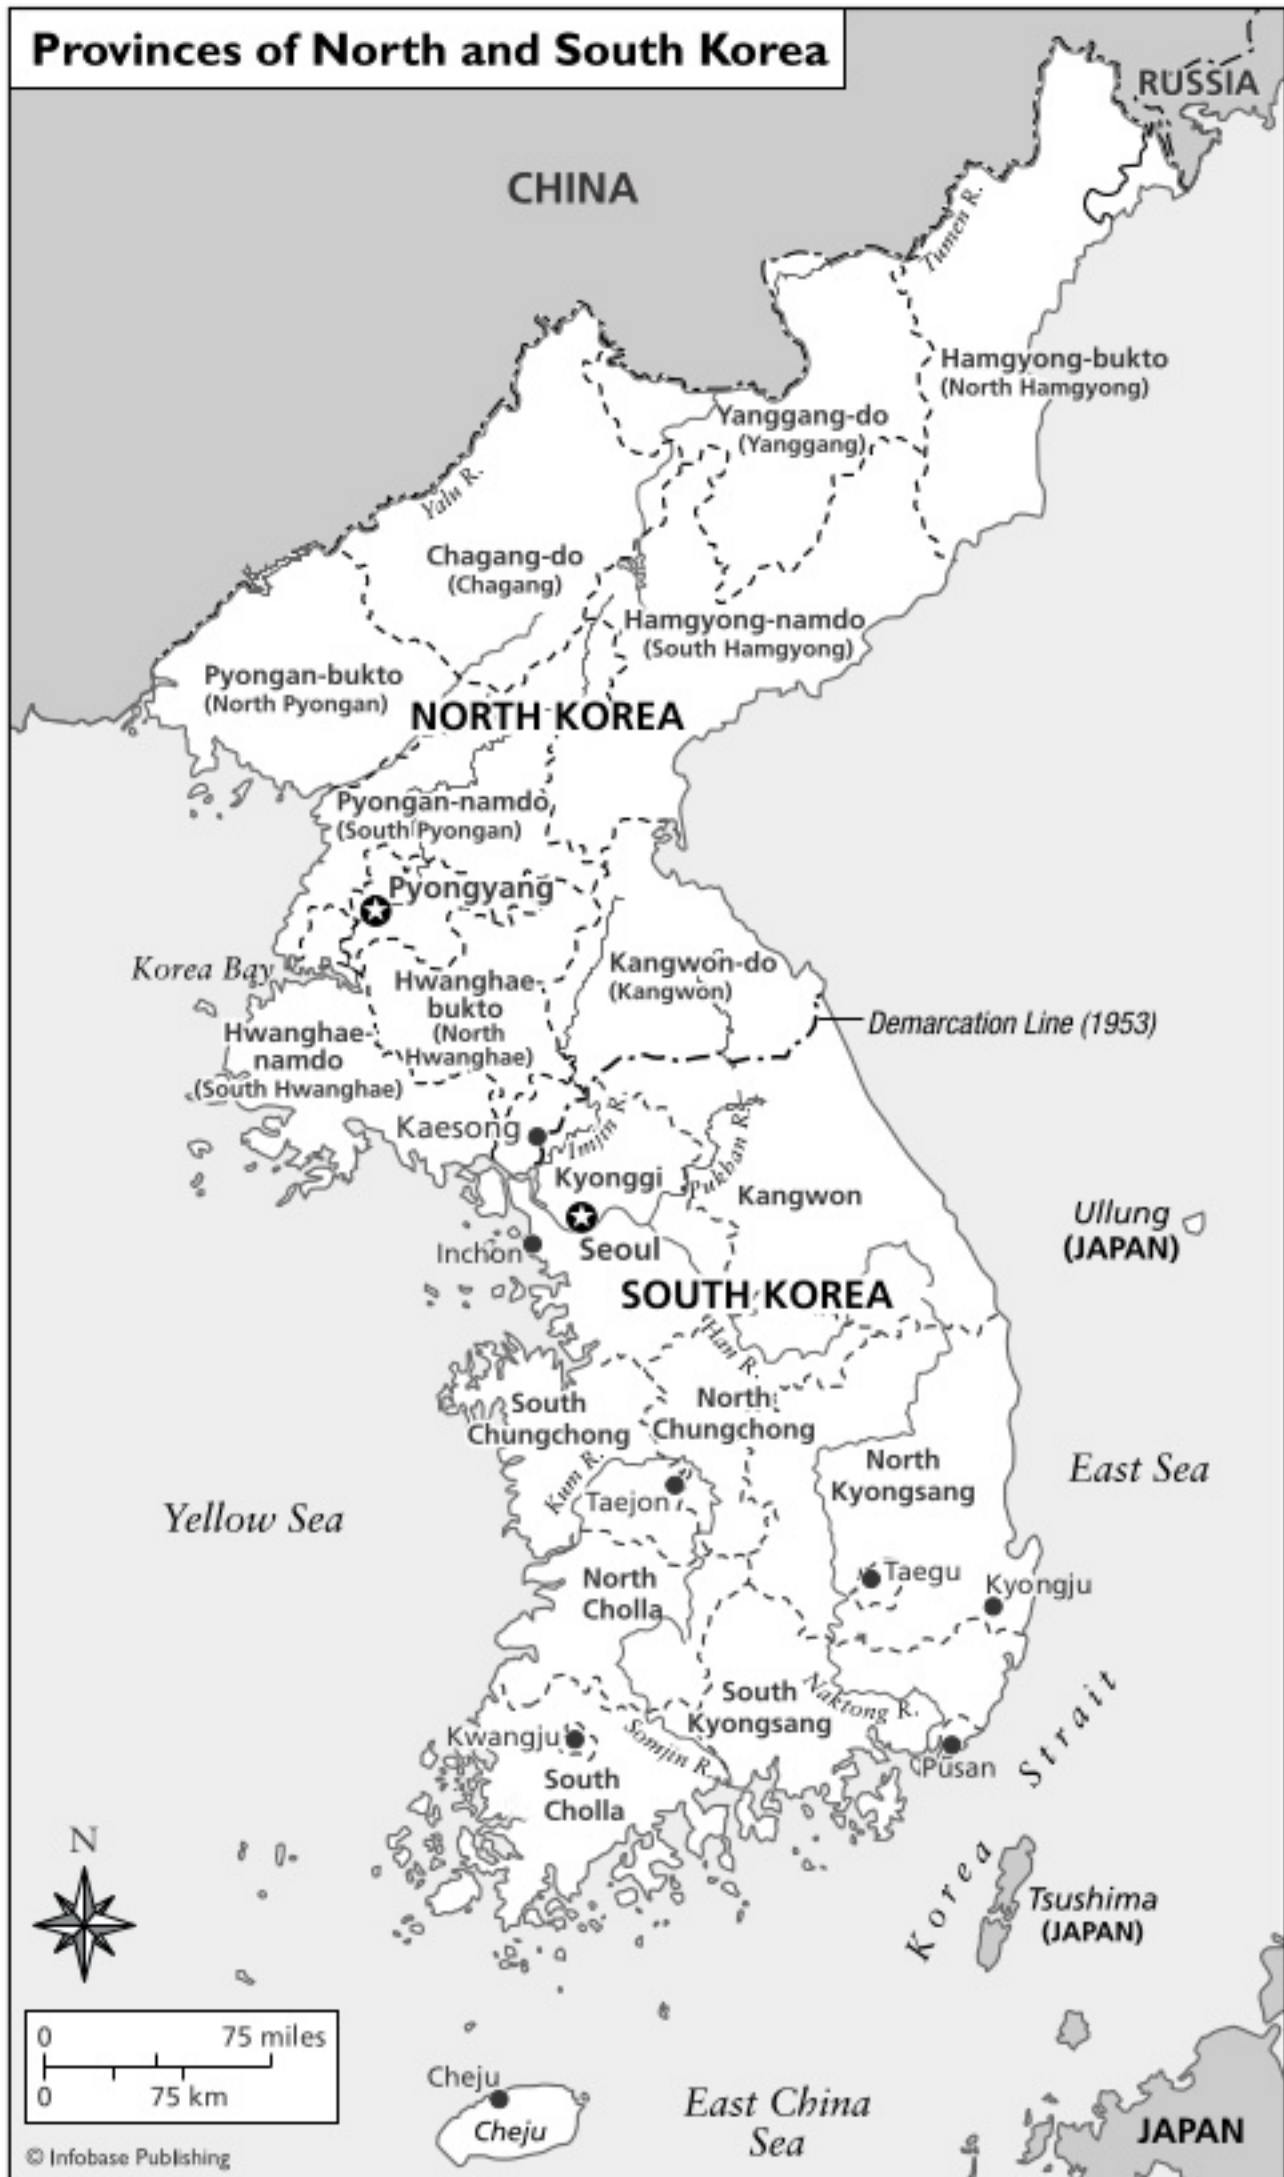 Provinces of North and South Korea
RUSSIA
CHINA
Tumen R.
Hamgyong-bukto
(North Hamgyong)
Yanggang-do
(Yanggang)
Yalu R.
Chagang-do
(Chagang)
Hamgyong-namdo
(South Hamgyong)
Pyongan-bukto
(North Pyongan)
NORTH KOREA
Pyongan-namdo
(South Pyongan)
Pyongyang
Korea Bay
Kangwon-do
(Kangwon)
Hwanghae-
bukto
(North
Hwanghae)
Demarcation Line (1953)
Hwanghae-
namdo
(South Hwanghae)
Kaesong
Imjin R.
Pukban R.
Kyonggi
Kangwon
Ullung
(JAPAN)
Inchon
Seoul
SOUTH KOREA
Han R.
South
Chungchong
North
Chungchong
North
Kyongsang
East Sea
Kum R.
Taejon
Yellow Sea
Taegu
Kyongju
North
Cholla
South
Kyongsang
Naktong R.
Kwangju
Somjin R.
Pusan
South
Cholla
Korea Strait
N
Tsushima
(JAPAN)
0 75 miles
0 75 km
Cheju
Cheju
East China
Sea
JAPAN
© Infobase Publishing